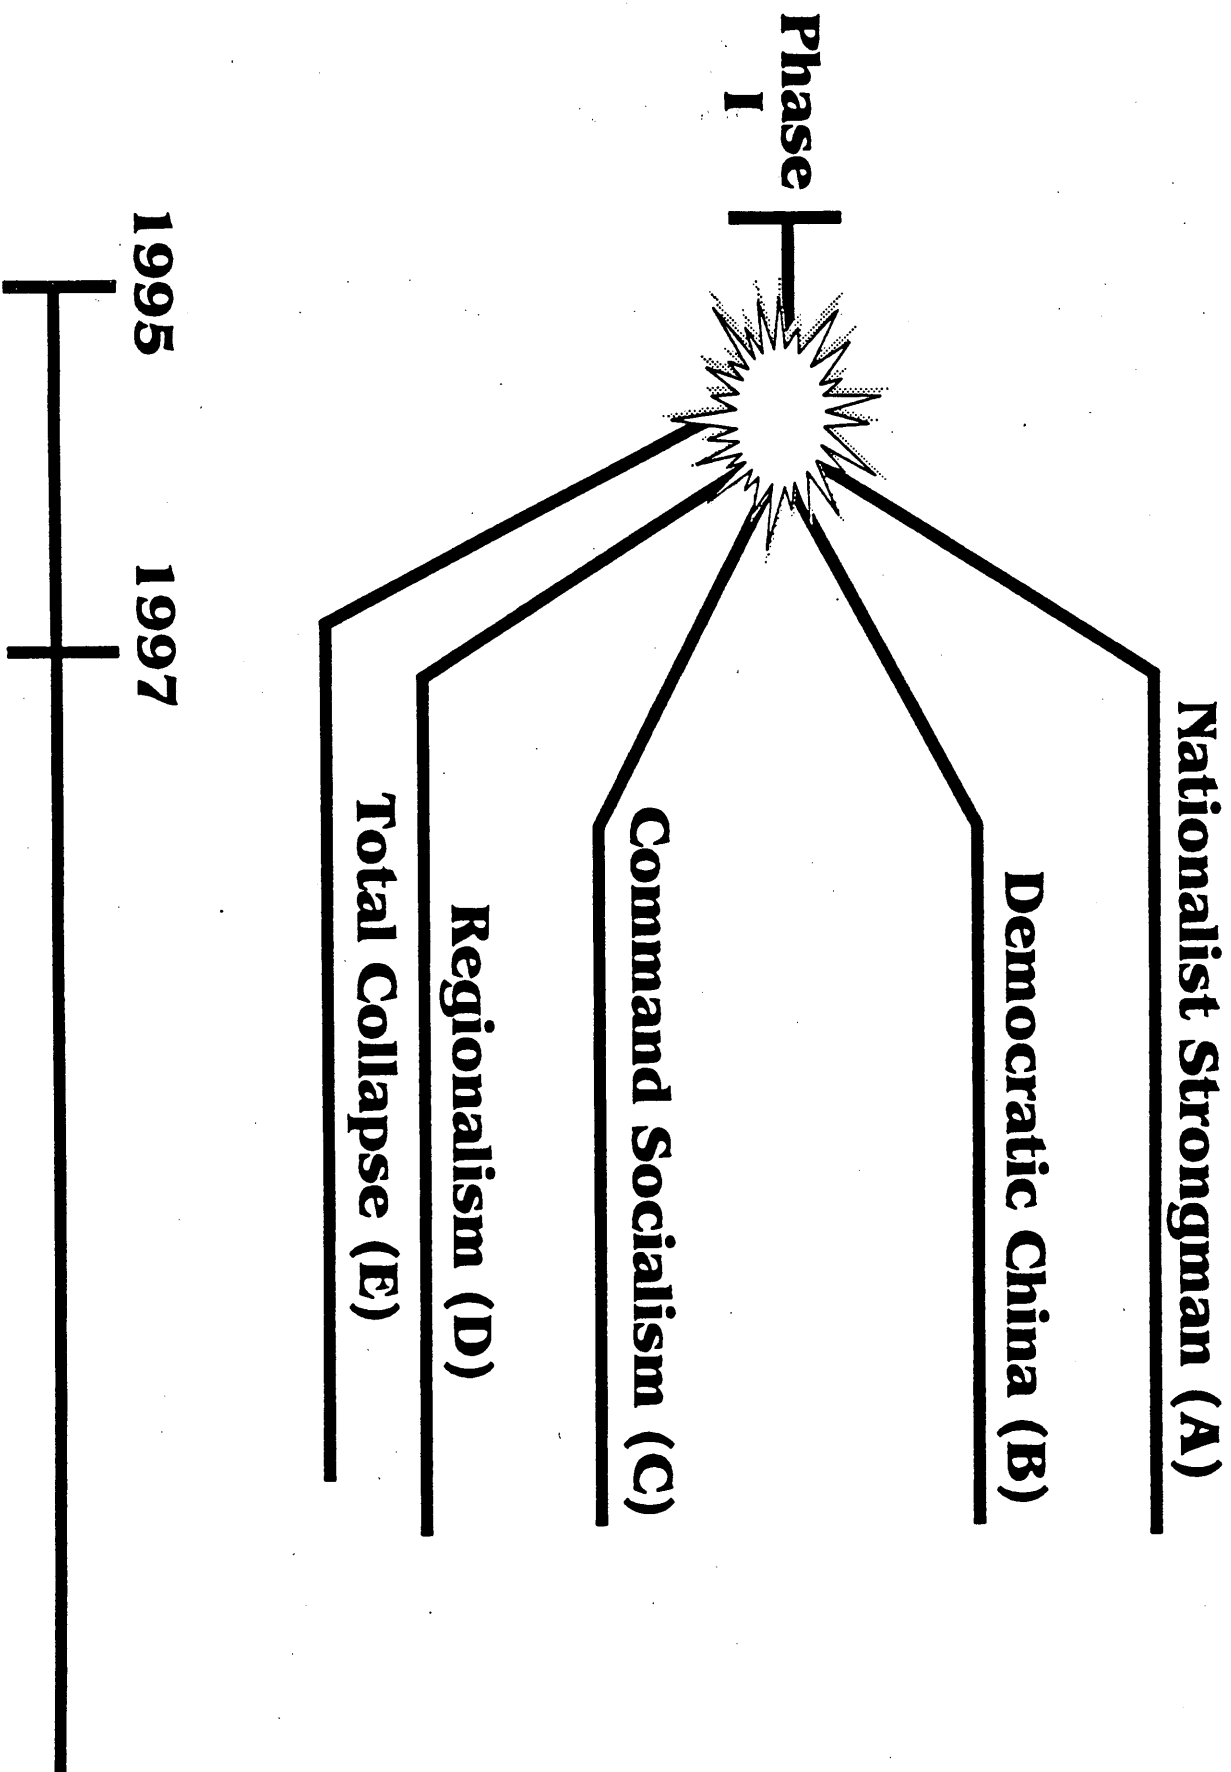 Nationalist Strongman (A)
Democratic China (B)
Phase
I
Command Socialism (C)
Regionalism (D)
Total Collapse (E)
1995
1997